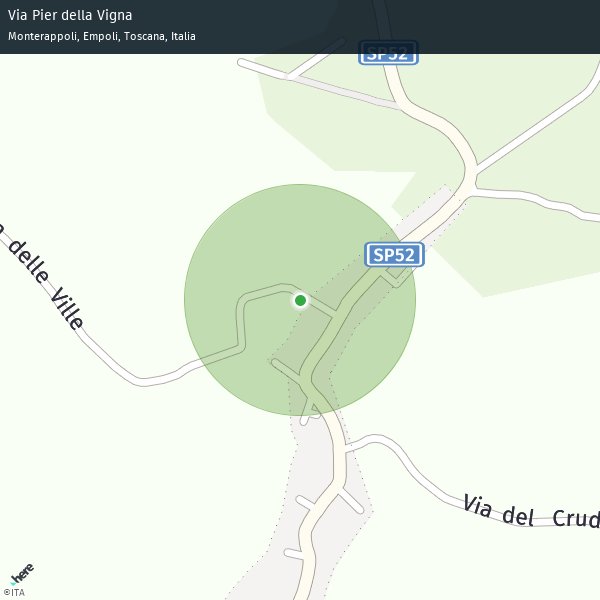 Via Pier della Vigna
Monterappoli, Empoli, Toscana, Italia
SP52
SP52
delle Ville
Via del Crud
here
©ITA